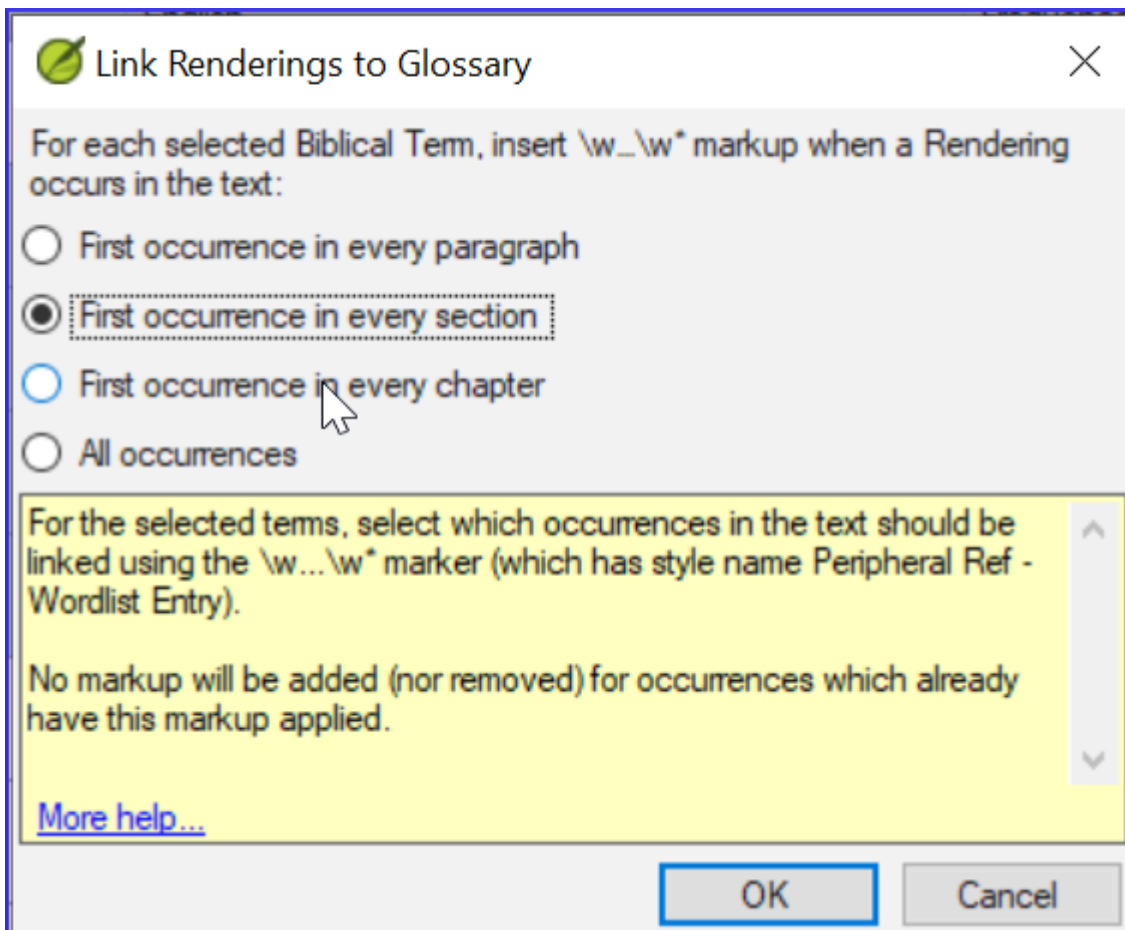 Link Renderings to Glossary
For each selected Biblical Term, insert \w...\w* markup when a Rendering
occurs in the text:
First occurrence in every paragraph
First occurrence in every section
First occurrence in every chapter
All occurrences
For the selected terms, select which occurrences in the text should be
linked using the \w...\w* marker (which has style name Peripheral Ref -
Wordlist Entry).
No markup will be added (nor removed) for occurrences which already
have this markup applied.
More help...
OK Cancel